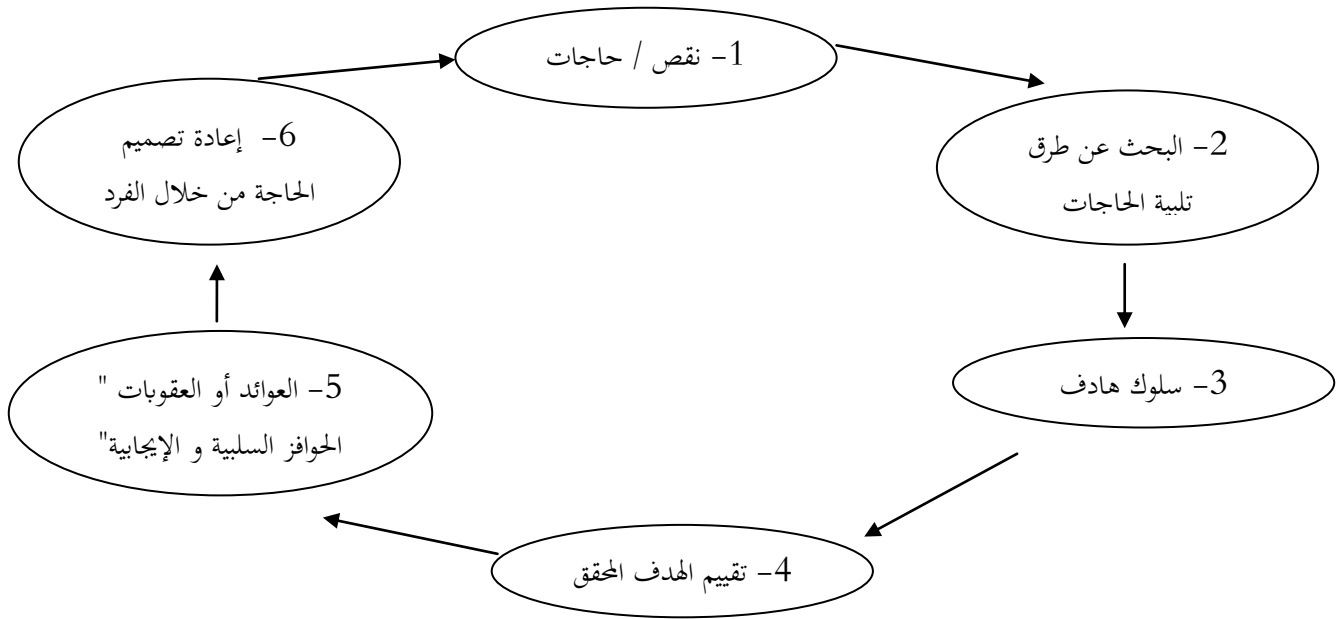 1- نقص / حاجات
2- البحث عن طرق
تلبية الحاجات
3- سلوك هادف
4- تقييم الهدف المحقق
5- العوائد أو العقوبات "
الحوافز السلبية و الإيجابية"
6- إعادة تصميم
الحاجة من خلال الفرد